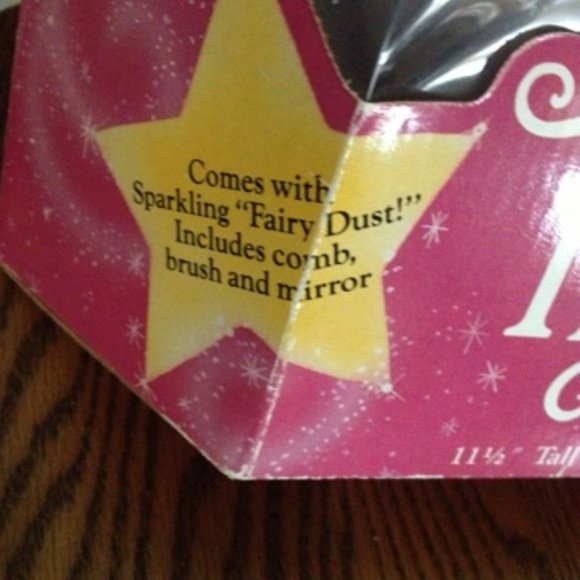 Comes with
Sparkling “Fairy Dust!”
Includes comb,
brush and mirror
11½" Tall